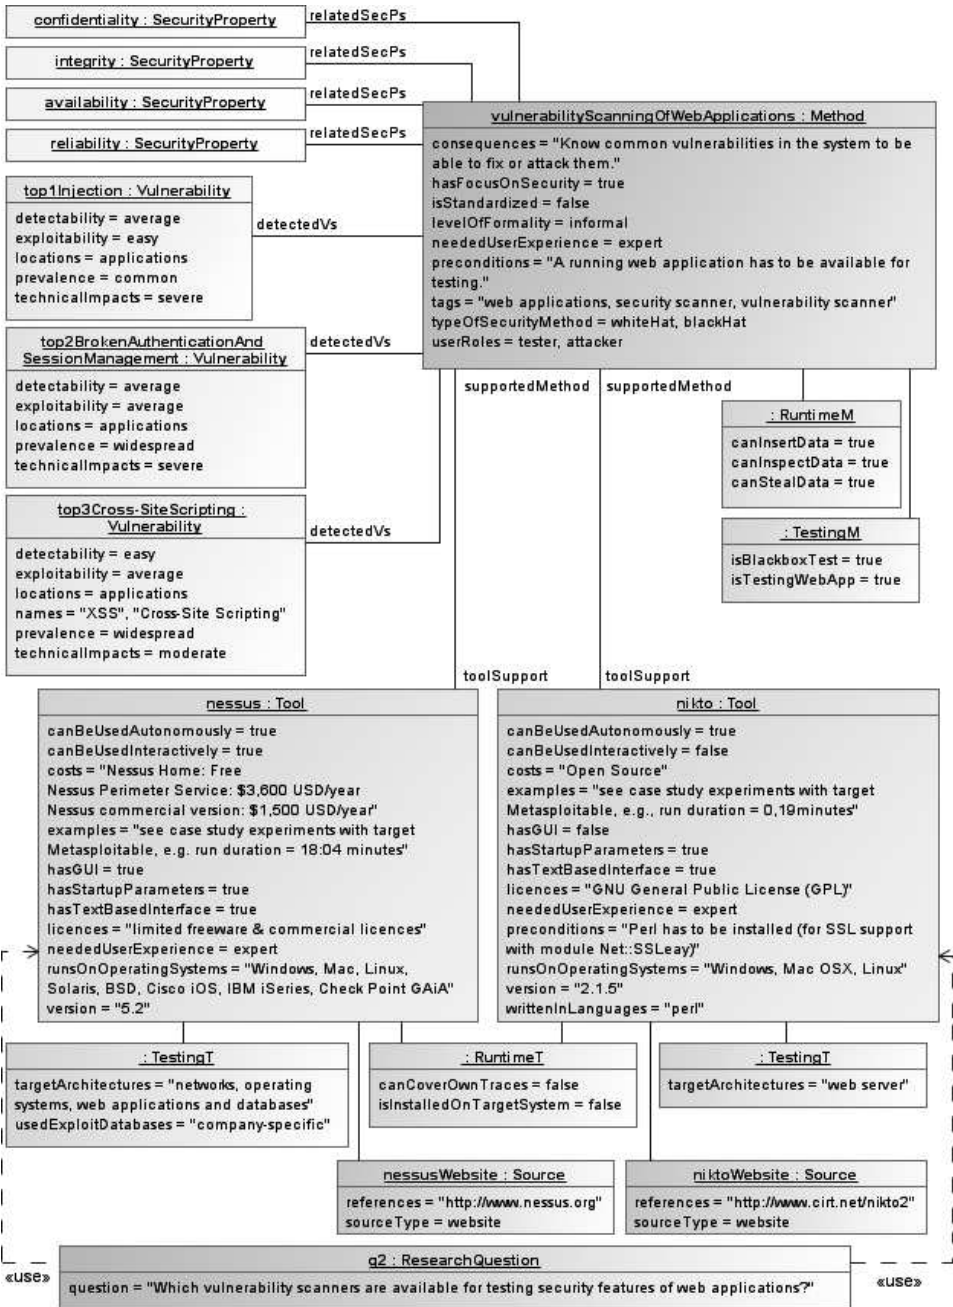 confidentiality : SecurityProperty
relatedSecPs
integrity : SecurityProperty
relatedSecPs
availability : SecurityProperty
relatedSecPs
reliability : SecurityProperty
relatedSecPs
vulnerabilityScanningOfWebApplications : Method
consequences = "Know common vulnerabilities in the system to be
able to fix or attack them."
hasFocusOnSecurity = true
isStandardized = false
levelOfFormality = informal
neededUserExperience = expert
preconditions = "A running web application has to be available for
testing."
tags = "web applications, security scanner, vulnerability scanner"
typeOfSecurityMethod = whiteHat, blackHat
userRoles = tester, attacker
top1Injection : Vulnerability
detectability = average
exploitability = easy
locations = applications
prevalence = common
technicalImpacts = severe
detectedVs
top2BrokenAuthenticationAnd
SessionManagement : Vulnerability
detectability = average
exploitability = average
locations = applications
prevalence = widespread
technicalImpacts = severe
detectedVs
top3Cross-SiteScripting :
Vulnerability
detectability = easy
exploitability = average
locations = applications
names = "XSS", "Cross-Site Scripting"
prevalence = widespread
technicalImpacts = moderate
detectedVs
supportedMethod
supportedMethod
: RuntimeM
canInsertData = true
canInspectData = true
canStealData = true
: TestingM
isBlackboxTest = true
isTestingWebApp = true
toolSupport
toolSupport
nessus : Tool
canBeUsedAutonomously = true
canBeUsedInteractively = true
costs = "Nessus Home: Free
Nessus Perimeter Service: $3,600 USD/year
Nessus commercial version: $1,500 USD/year"
examples = "see case study experiments with target
Metasploitable, e.g. run duration = 18:04 minutes"
hasGUI = true
hasStartupParameters = true
hasTextBasedInterface = true
licences = "limited freeware & commercial licences"
neededUserExperience = expert
runsOnOperatingSystems = "Windows, Mac, Linux,
Solaris, BSD, Cisco iOS, IBM iSeries, Check Point GAiA"
version = "5.2"
nikto : Tool
canBeUsedAutonomously = true
canBeUsedInteractively = false
costs = "Open Source"
examples = "see case study experiments with target
Metasploitable, e.g., run duration = 0,19minutes"
hasGUI = false
hasStartupParameters = true
hasTextBasedInterface = true
licences = "GNU General Public License (GPL)"
neededUserExperience = expert
preconditions = "Perl has to be installed (for SSL support
with module Net::SSLeay)"
runsOnOperatingSystems = "Windows, Mac OSX, Linux"
version = "2.1.5"
writtenInLanguages = "perl"
: TestingT
targetArchitectures = "networks, operating
systems, web applications and databases"
usedExploitDatabases = "company-specific"
: RuntimeT
canCoverOwnTraces = false
isInstalledOnTargetSystem = false
: TestingT
targetArchitectures = "web server"
nessusWebsite : Source
references = "http://www.nessus.org"
sourceType = website
niktoWebsite : Source
references = "http://www.cirt.net/nikto2"
sourceType = website
«use»
q2 : ResearchQuestion
question = "Which vulnerability scanners are available for testing security features of web applications?"
«use»